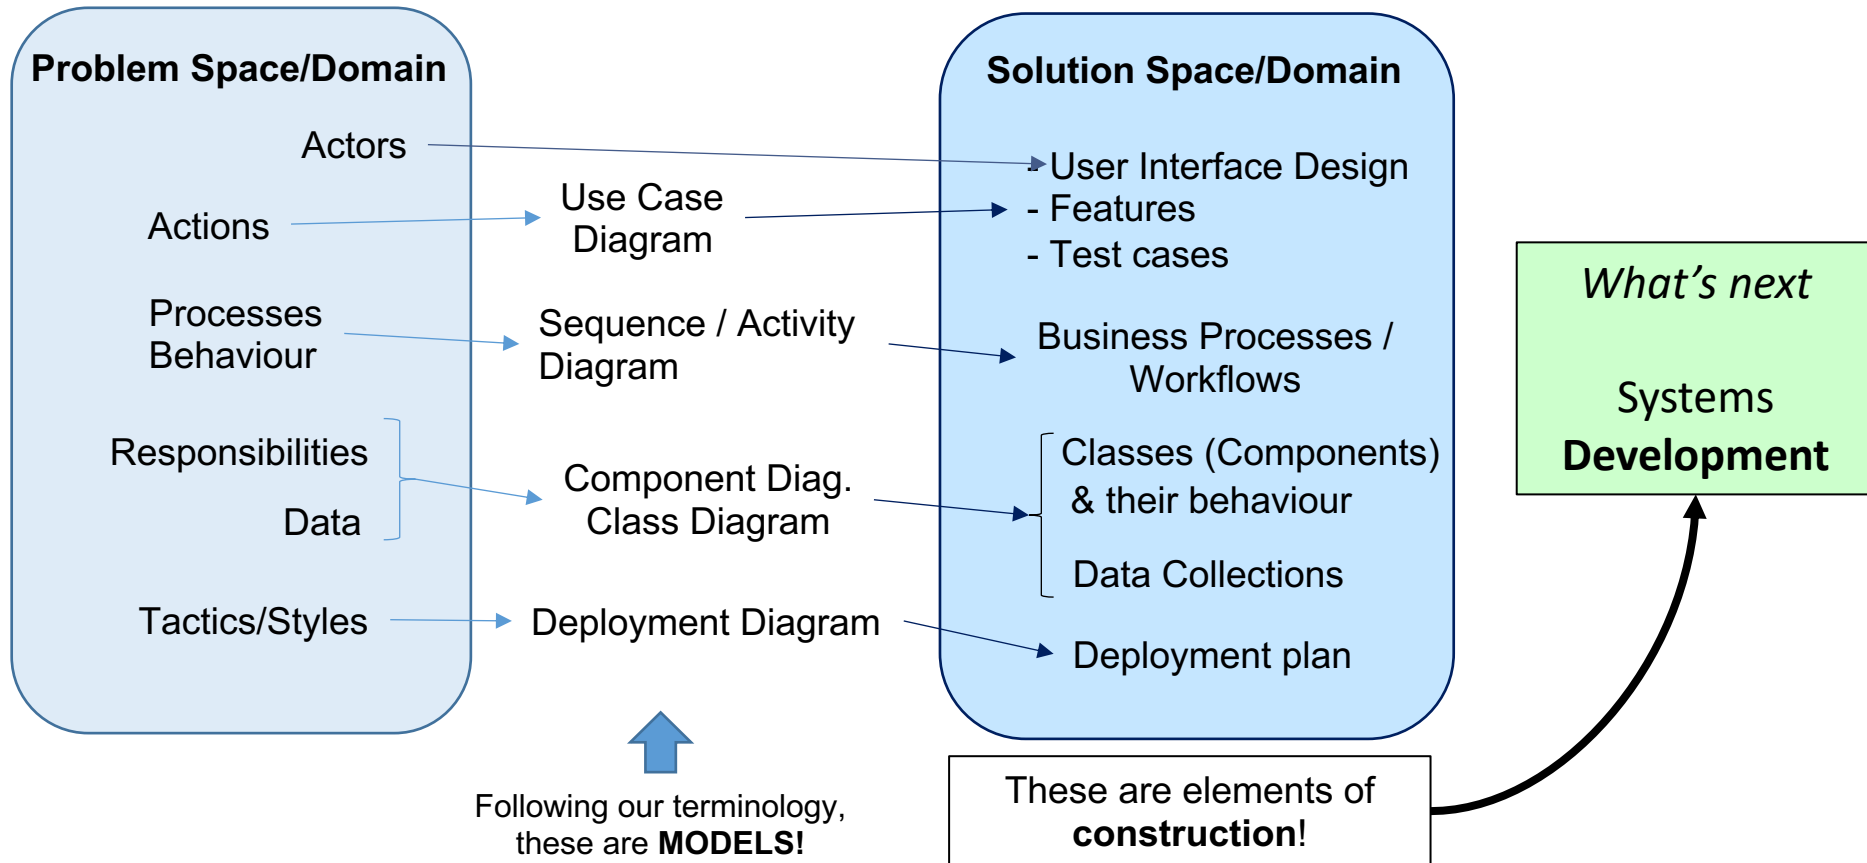 Problem Space/Domain
Actors
Actions
Processes
Behaviour
Responsibilities
Data
Tactics/Styles
Use Case
Diagram
Sequence / Activity
Diagram
Component Diag.
Class Diagram
Deployment Diagram
Following our terminology,
these are MODELS!
Solution Space/Domain
- User Interface Design
- Features
- Test cases
Business Processes /
Workflows
Classes (Components)
& their behaviour
Data Collections
Deployment plan
These are elements of
construction!
What’s next
Systems
Development